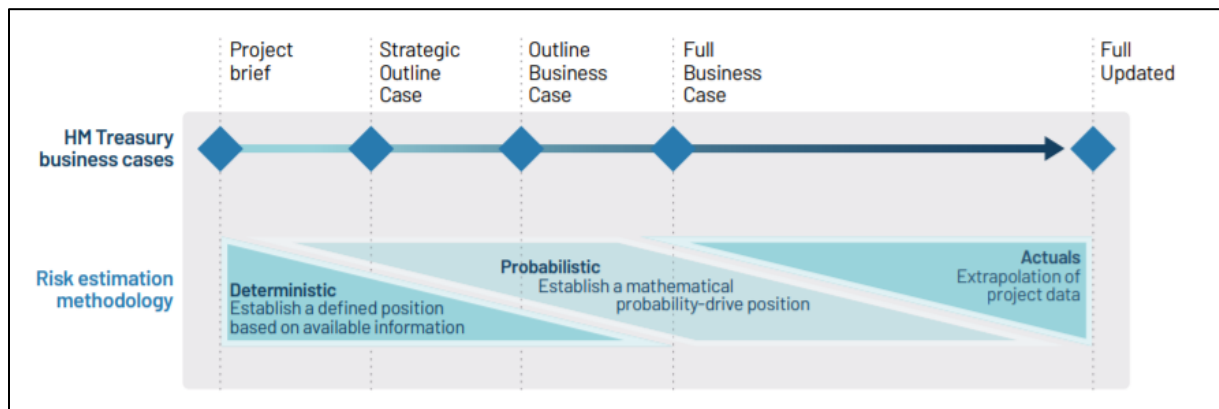 Project
brief
Strategic
Outline
Case
Outline
Business
Case
Full
Business
Case
Full
Updated
HM Treasury
business cases
Risk estimation
methodology
Deterministic
Establish a defined position
based on available information
Probabilistic
Establish a mathematical
probability-drive position
Actuals
Extrapolation of
project data